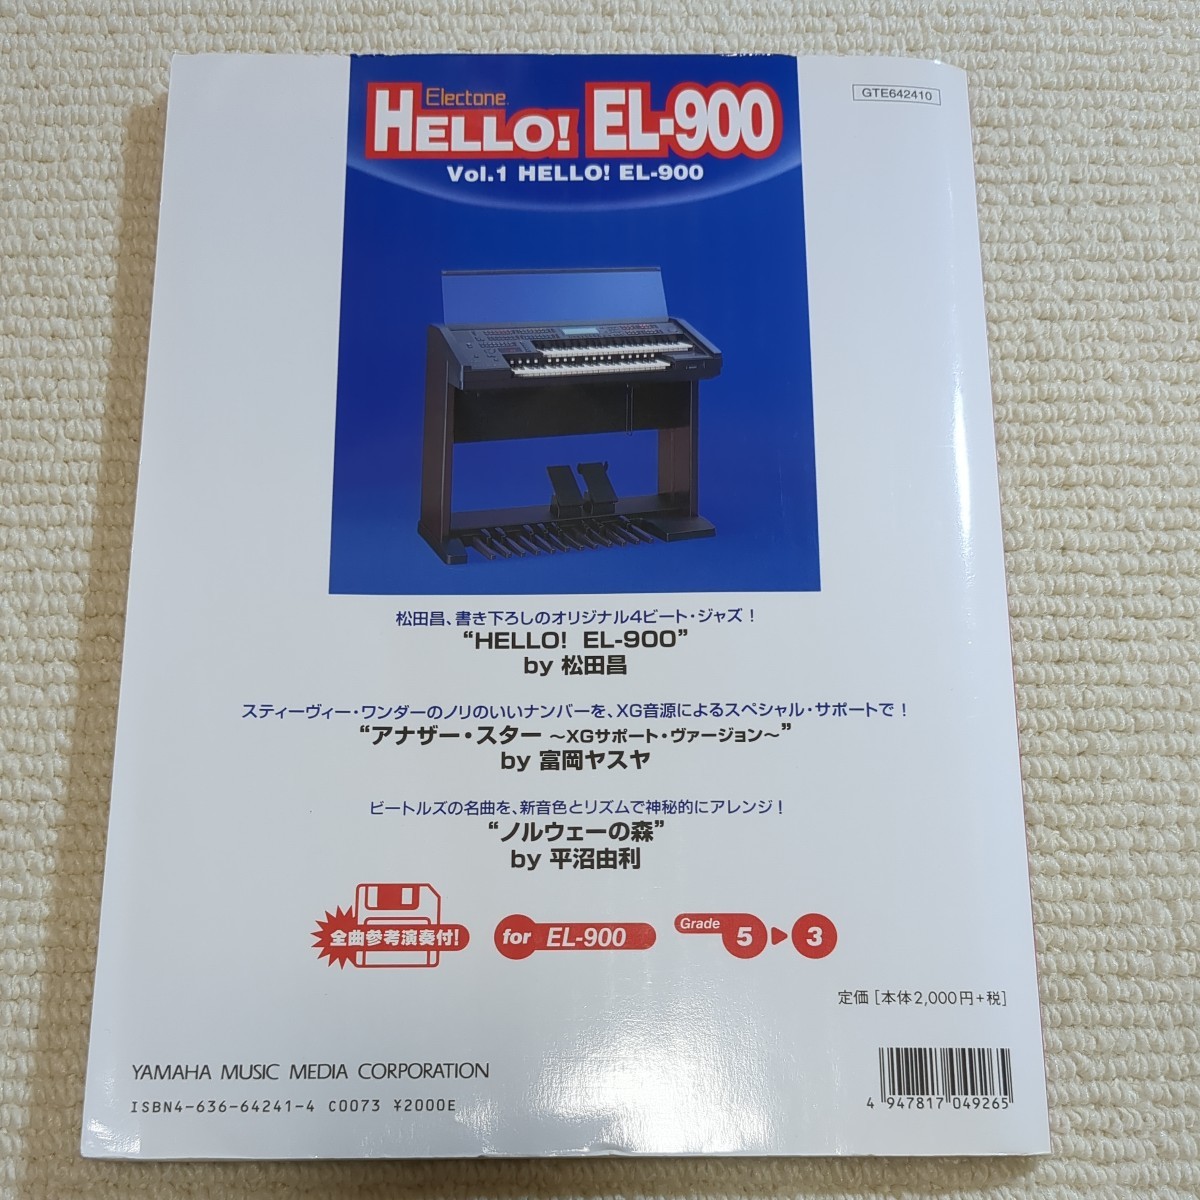 GTE642410
Electone
HELLO! EL-900
Vol.1 HELLO! EL-900
松田昌、書き下ろしのオリジナル4ビート・ジャズ!
“HELLO! EL-900”
by 松田昌
スティーヴィー・ワンダーのノリのいいナンバーを、XG音源によるスペシャル・サポートで!
“アナザー・スター ～XGサポート・ヴァージョン～”
by 富岡ヤスヤ
ビートルズの名曲を、新音色とリズムで神秘的にアレンジ!
“ノルウェーの森”
by 平沼由利
全曲参考演奏付!
for EL-900
Grade 5 ▶ 3
定価[本体2,000円+税]
YAMAHA MUSIC MEDIA CORPORATION
ISBN4-636-64241-4 C0073 ¥2000E
4 947817 049265